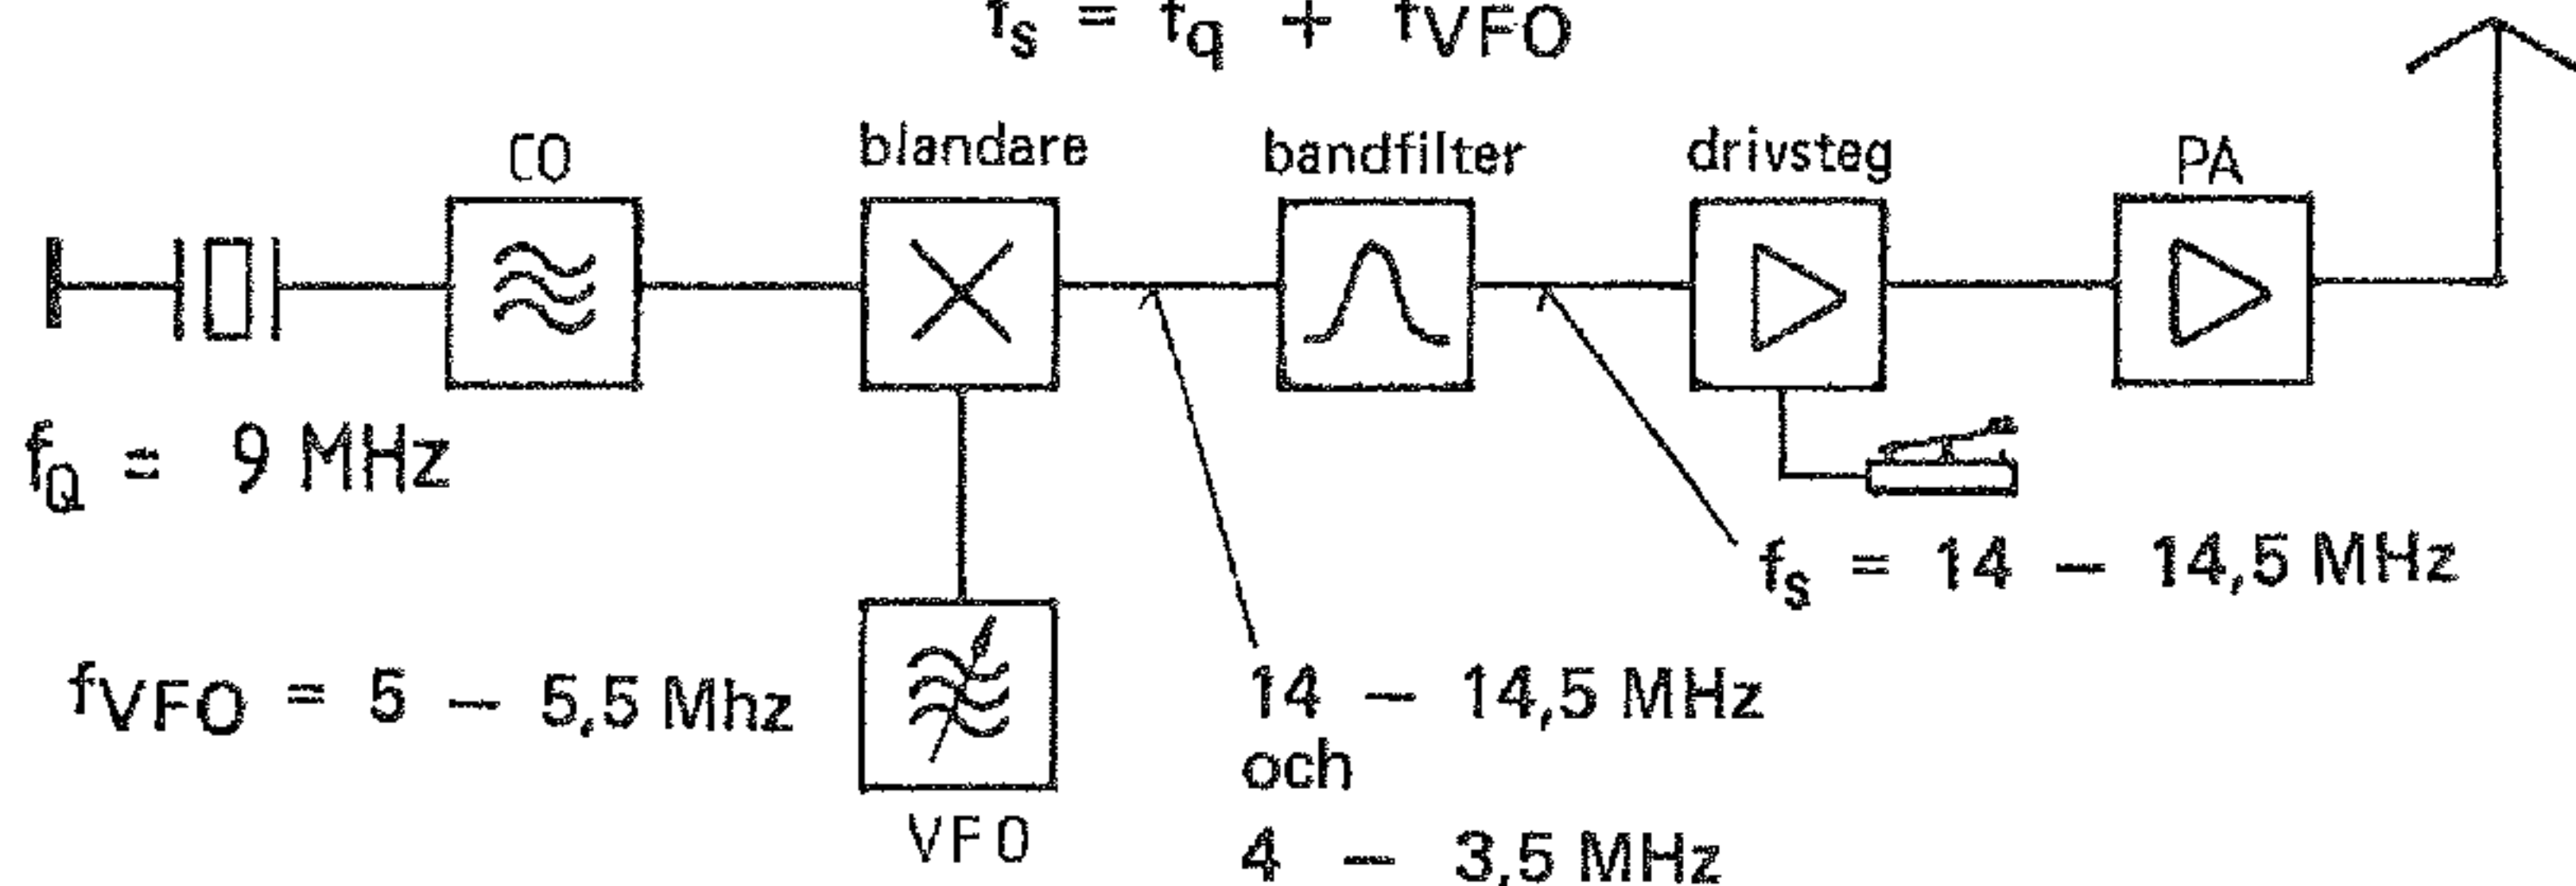 fs = fq + fVFO
CO
blandare
bandfilter
drivsteg
PA
fQ = 9 MHz
fs = 14 – 14,5 MHz
fVFO = 5 – 5,5 Mhz
14 – 14,5 MHz
och
4 – 3,5 MHz
VFO